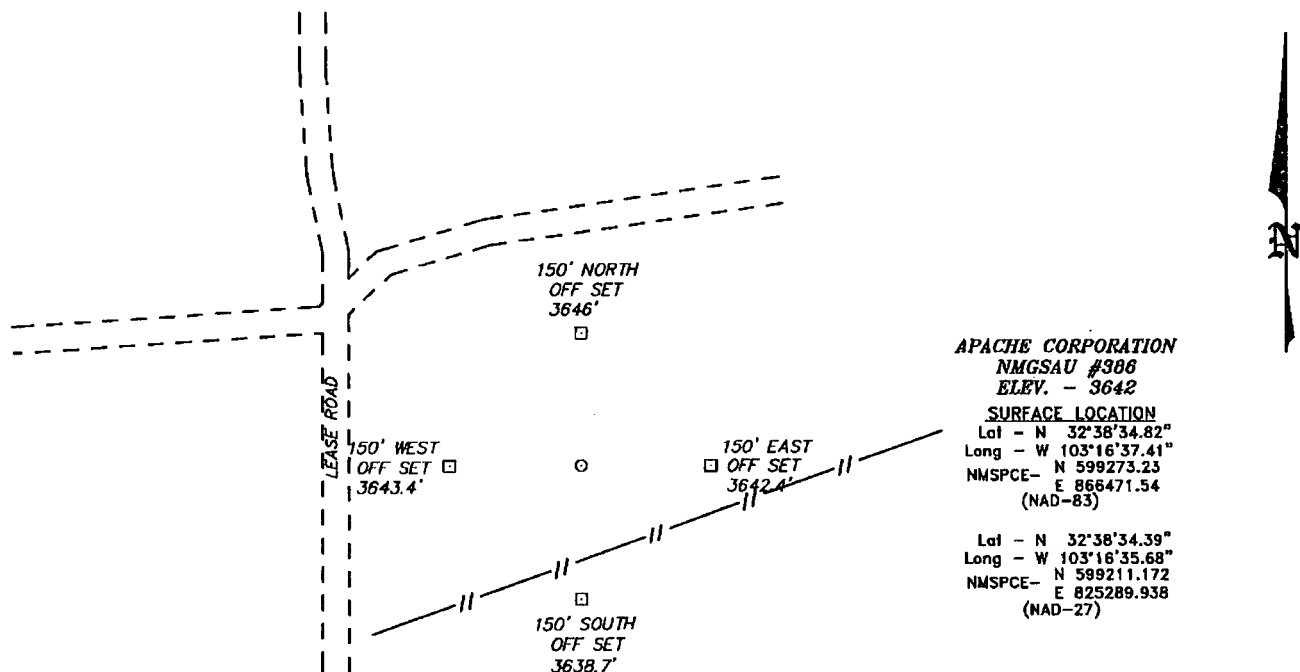 150' NORTH
OFF SET
3646'
N
LEASE ROAD
150' WEST
OFF SET
3643.4'
150' EAST
OFF SET
3642.4'
150' SOUTH
OFF SET
3638.7'
APACHE CORPORATION
NMGSAU #386
ELEV. - 3642
SURFACE LOCATION
Lat - N 32°38'34.82"
Long - W 103°16'37.41"
NMSPCE- N 599273.23
E 866471.54
(NAD-83)
Lat - N 32°38'34.39"
Long - W 103°16'35.68"
NMSPCE- N 599211.172
E 825289.938
(NAD-27)